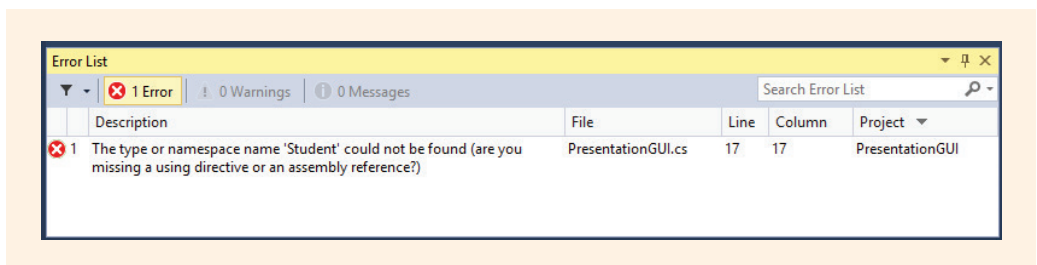 Error List
1 Error 0 Warnings 0 Messages Search Error List
Description File Line Column Project
1 The type or namespace name 'Student' could not be found (are you PresentationGUI.cs 17 17 PresentationGUI
missing a using directive or an assembly reference?)